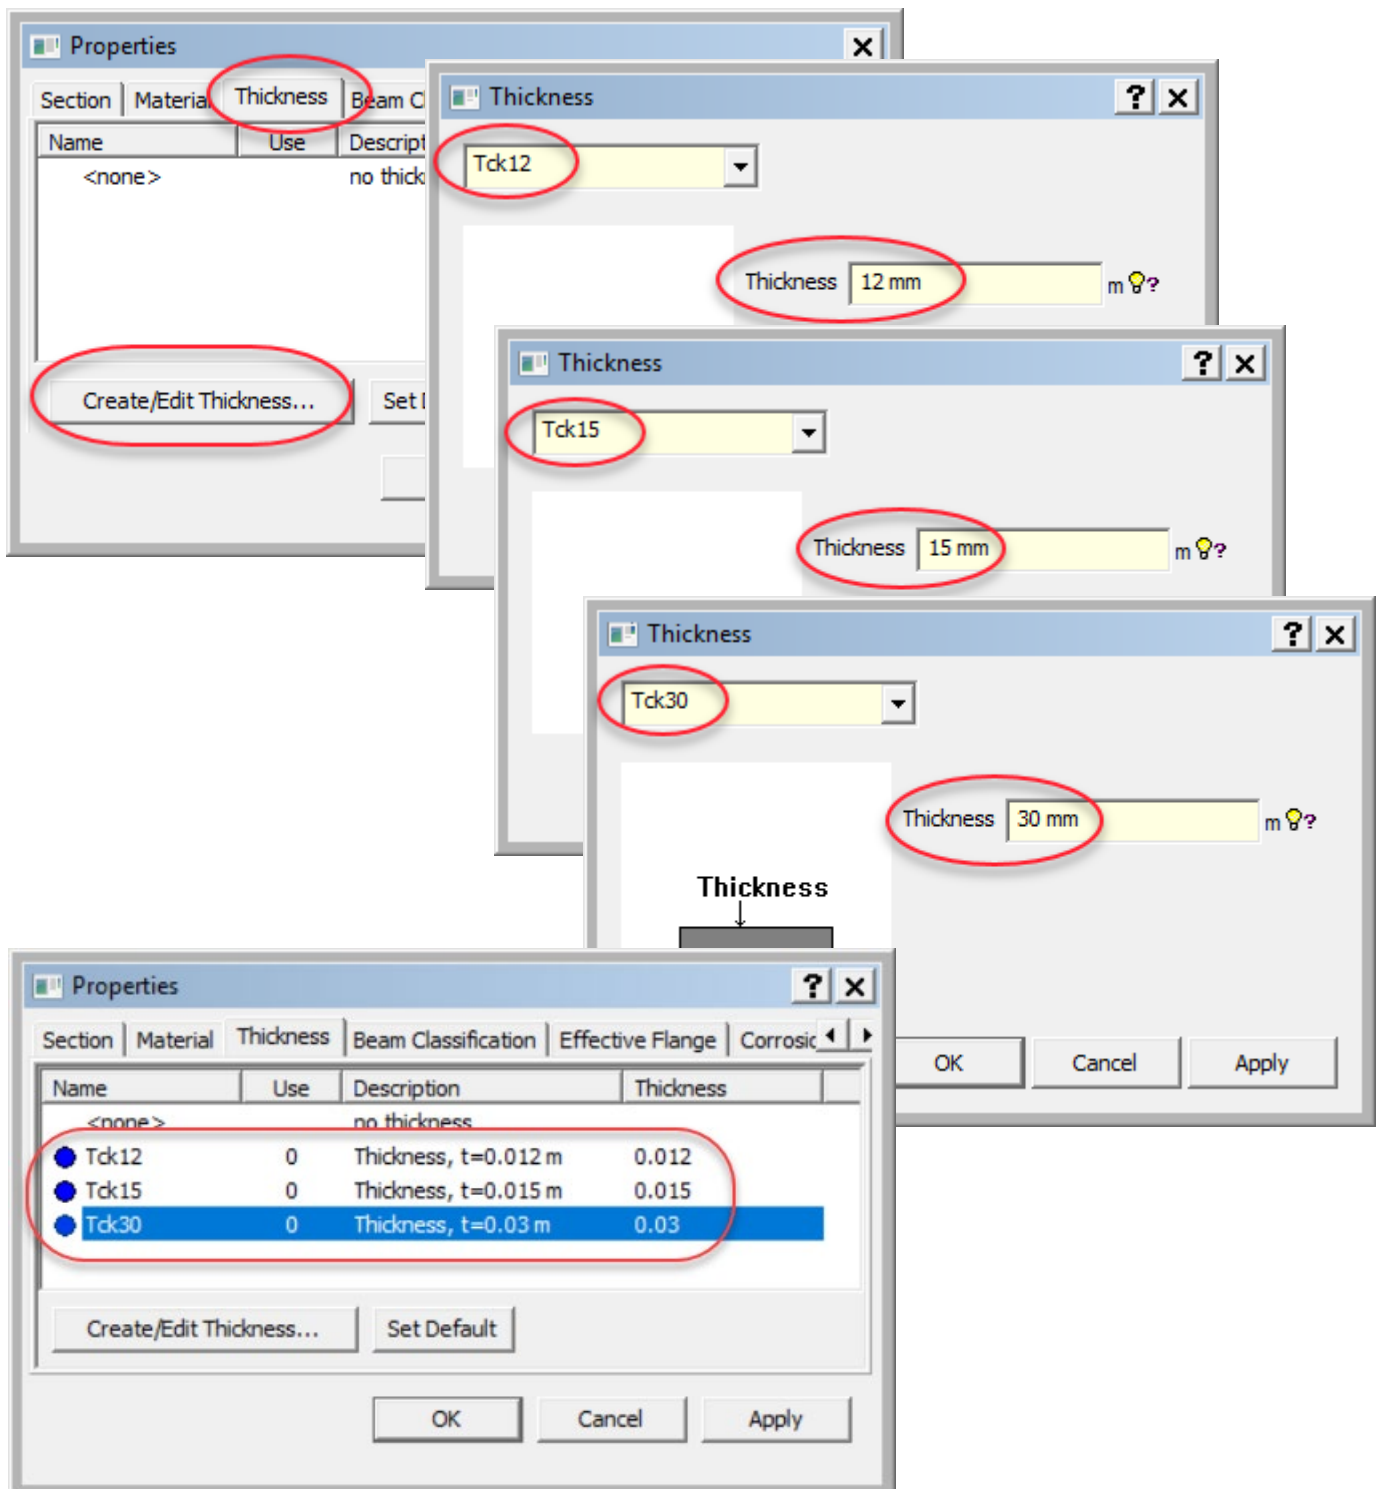 Properties
Section Material Thickness Beam Cl
Name Use Descript
<none> no thick
Create/Edit Thickness... Set
Thickness
Tck12
Thickness 12 mm m ?
Thickness
Tck15
Thickness 15 mm m ?
Thickness
Tck30
Thickness 30 mm m ?
Thickness
OK Cancel Apply
Properties
Section Material Thickness Beam Classification Effective Flange Corrosic
Name Use Description Thickness
<none> no thickness
Tck12 0 Thickness, t=0.012 m 0.012
Tck15 0 Thickness, t=0.015 m 0.015
Tck30 0 Thickness, t=0.03 m 0.03
Create/Edit Thickness... Set Default
OK Cancel Apply